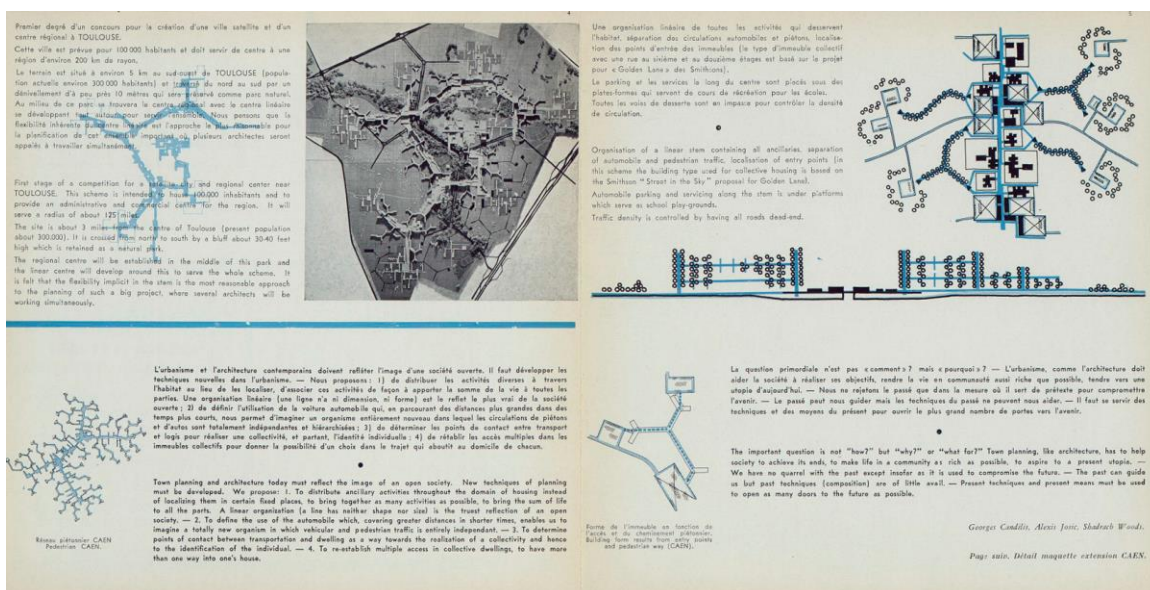 4
Premier degré d'un concours pour le création d'une ville satellite et d'un
centre régional à TOULOUSE.
Cette ville est prévue pour 100 000 habitants et doit servir de centre à une
région d'environ 200 km de rayon.
Le terrain est situé à environ 5 km au sud-ouest de TOULOUSE (popula-
tion actuelle environ 300 000 habitants) et traversé du nord au sud par un
dénivellement d'à peu près 10 mètres qui sera préservé comme parc naturel.
Au milieu de ce parc se trouvera le centre régional avec le centre linéaire
se développent tout autour pour servir l'ensemble. Nous pensons que la
flexibilité inhérente du centre linéaire est l'approche la plus raisonnable pour
la planification de cet ensemble important où plusieurs architectes seront
appelés à travailler simultanément.
First stage of a competition for a satellite city and regional center near
TOULOUSE. This scheme is intended to house 100.000 inhabitants and to
provide an administrative and commercial centre for the region. It will
serve a radius of about 125 miles.
The site is about 3 miles from the centre of Toulouse (present population
about 300.000). It is crossed from north to south by a bluff about 30-40 feet
high which is retained as a natural park.
The regional centre will be established in the middle of this park and
the linear centre will develop around this to serve the whole scheme. It
is felt that the flexibility implicit in the stem is the most reasonable approach
to the planning of such a big project, where several architects will be
working simultaneously.
L'urbanisme et l'architecture contemporains doivent refléter l'image d'une société ouverte. Il faut développer les
techniques nouvelles dans l'urbanisme. — Nous proposons : 1) de distribuer les activités diverses à travers
l'habitat au lieu de les localiser, d'associer ces activités de façon à apporter la somme de la vie à toutes les
parties. Une organisation linéaire (une ligne n'a ni dimension, ni forme) est le reflet le plus vrai de la société
ouverte ; 2) de définir l'utilisation de la voiture automobile qui, en parcourant des distances plus grandes dans des
temps plus courts, nous permet d'imaginer un organisme entièrement nouveau dans lequel les circulations de piétons
et d'autos sont totalement indépendantes et hiérarchisées ; 3) de déterminer les points de contact entre transport
et logis pour réaliser une collectivité, et partant, l'identité individuelle ; 4) de rétablir les accès multiples dans les
immeubles collectifs pour donner la possibilité d'un choix dans le trajet qui aboutit au domicile de chacun.
Town planning and architecture today must reflect the image of an open society. New techniques of planning
must be developed. We propose : 1. To distribute ancillary activities throughout the domain of housing instead
of localizing them in certain fixed places, to bring together as many activities as possible, to bring the sum of life
to all the parts. A linear organisation (a line has neither shape nor size) is the truest reflection of an open
society. — 2. To define the use of the automobile which, covering greater distances in shorter times, enables us to
imagine a totally new organism in which vehicular and pedestrian traffic is entirely independent. — 3. To determine
points of contact between transportation and dwelling as a way towards the realization of a collectivity and hence
to the identification of the individual. — 4. To re-establish multiple access in collective dwellings, to have more
than one way into one's house.
Réseau piétonnier CAEN
Pedestrian CAEN.
Une organisation linéaire de toutes les activités qui desservent
l'habitat, séparation des circulations automobiles et piétons, localisa-
tion des points d'entrée des immeubles (le type d'immeuble collectif
avec une rue au sixième et au douzième étages est basé sur le projet
pour « Golden Lane » des Smithsons).
Le parking et les services le long du centre sont placés sous des
plates-formes qui servent de cours de récréation pour les écoles.
Toutes les voies de desserte sont en impasse pour contrôler la densité
de circulation.
Organisation of a linear stem containing all ancillaries, separation
of automobile and pedestrian traffic, localisation of entry points (in
this scheme the building type used for collective housing is based
on the Smithson "Street in the Sky" proposal for Golden Lane).
Automobile parking and servicing along the stem is under platforms
which serve as school play-grounds.
Traffic density is controlled by having all roads dead-end.
La question primordiale n'est pas « comment » ? mais « pourquoi » ? — L'urbanisme, comme l'architecture doit
aider la société à réaliser ses objectifs, rendre la vie en communauté aussi riche que possible, tendre vers une
utopie d'aujourd'hui. — Nous ne rejetons le passé que dans la mesure où il sert de prétexte pour compromettre
l'avenir. — Le passé peut nous guider mais les techniques du passé ne peuvent nous aider. — Il faut se servir des
techniques et des moyens du présent pour ouvrir le plus grand nombre de portes vers l'avenir.
The important question is not "how?" but "why?" or "what for?" Town planning, like architecture, has to help
society to achieve its ends, to make life in a community as rich as possible, to aspire to a present utopia. —
We have no quarrel with the past except insofar as it is used to compromise the future. — The past can guide
us but past techniques (composition) are of little avail. — Present techniques and present means must be used
to open as many doors to the future as possible.
Forme de l'immeuble en fonction de
l'accès et du cheminement piétonnier.
Building form results from entry points
and pedestrian way (CAEN).
Georges Candilis, Alexis Josic, Shadrach Woods.
Page suiv. Détail maquette extension CAEN.